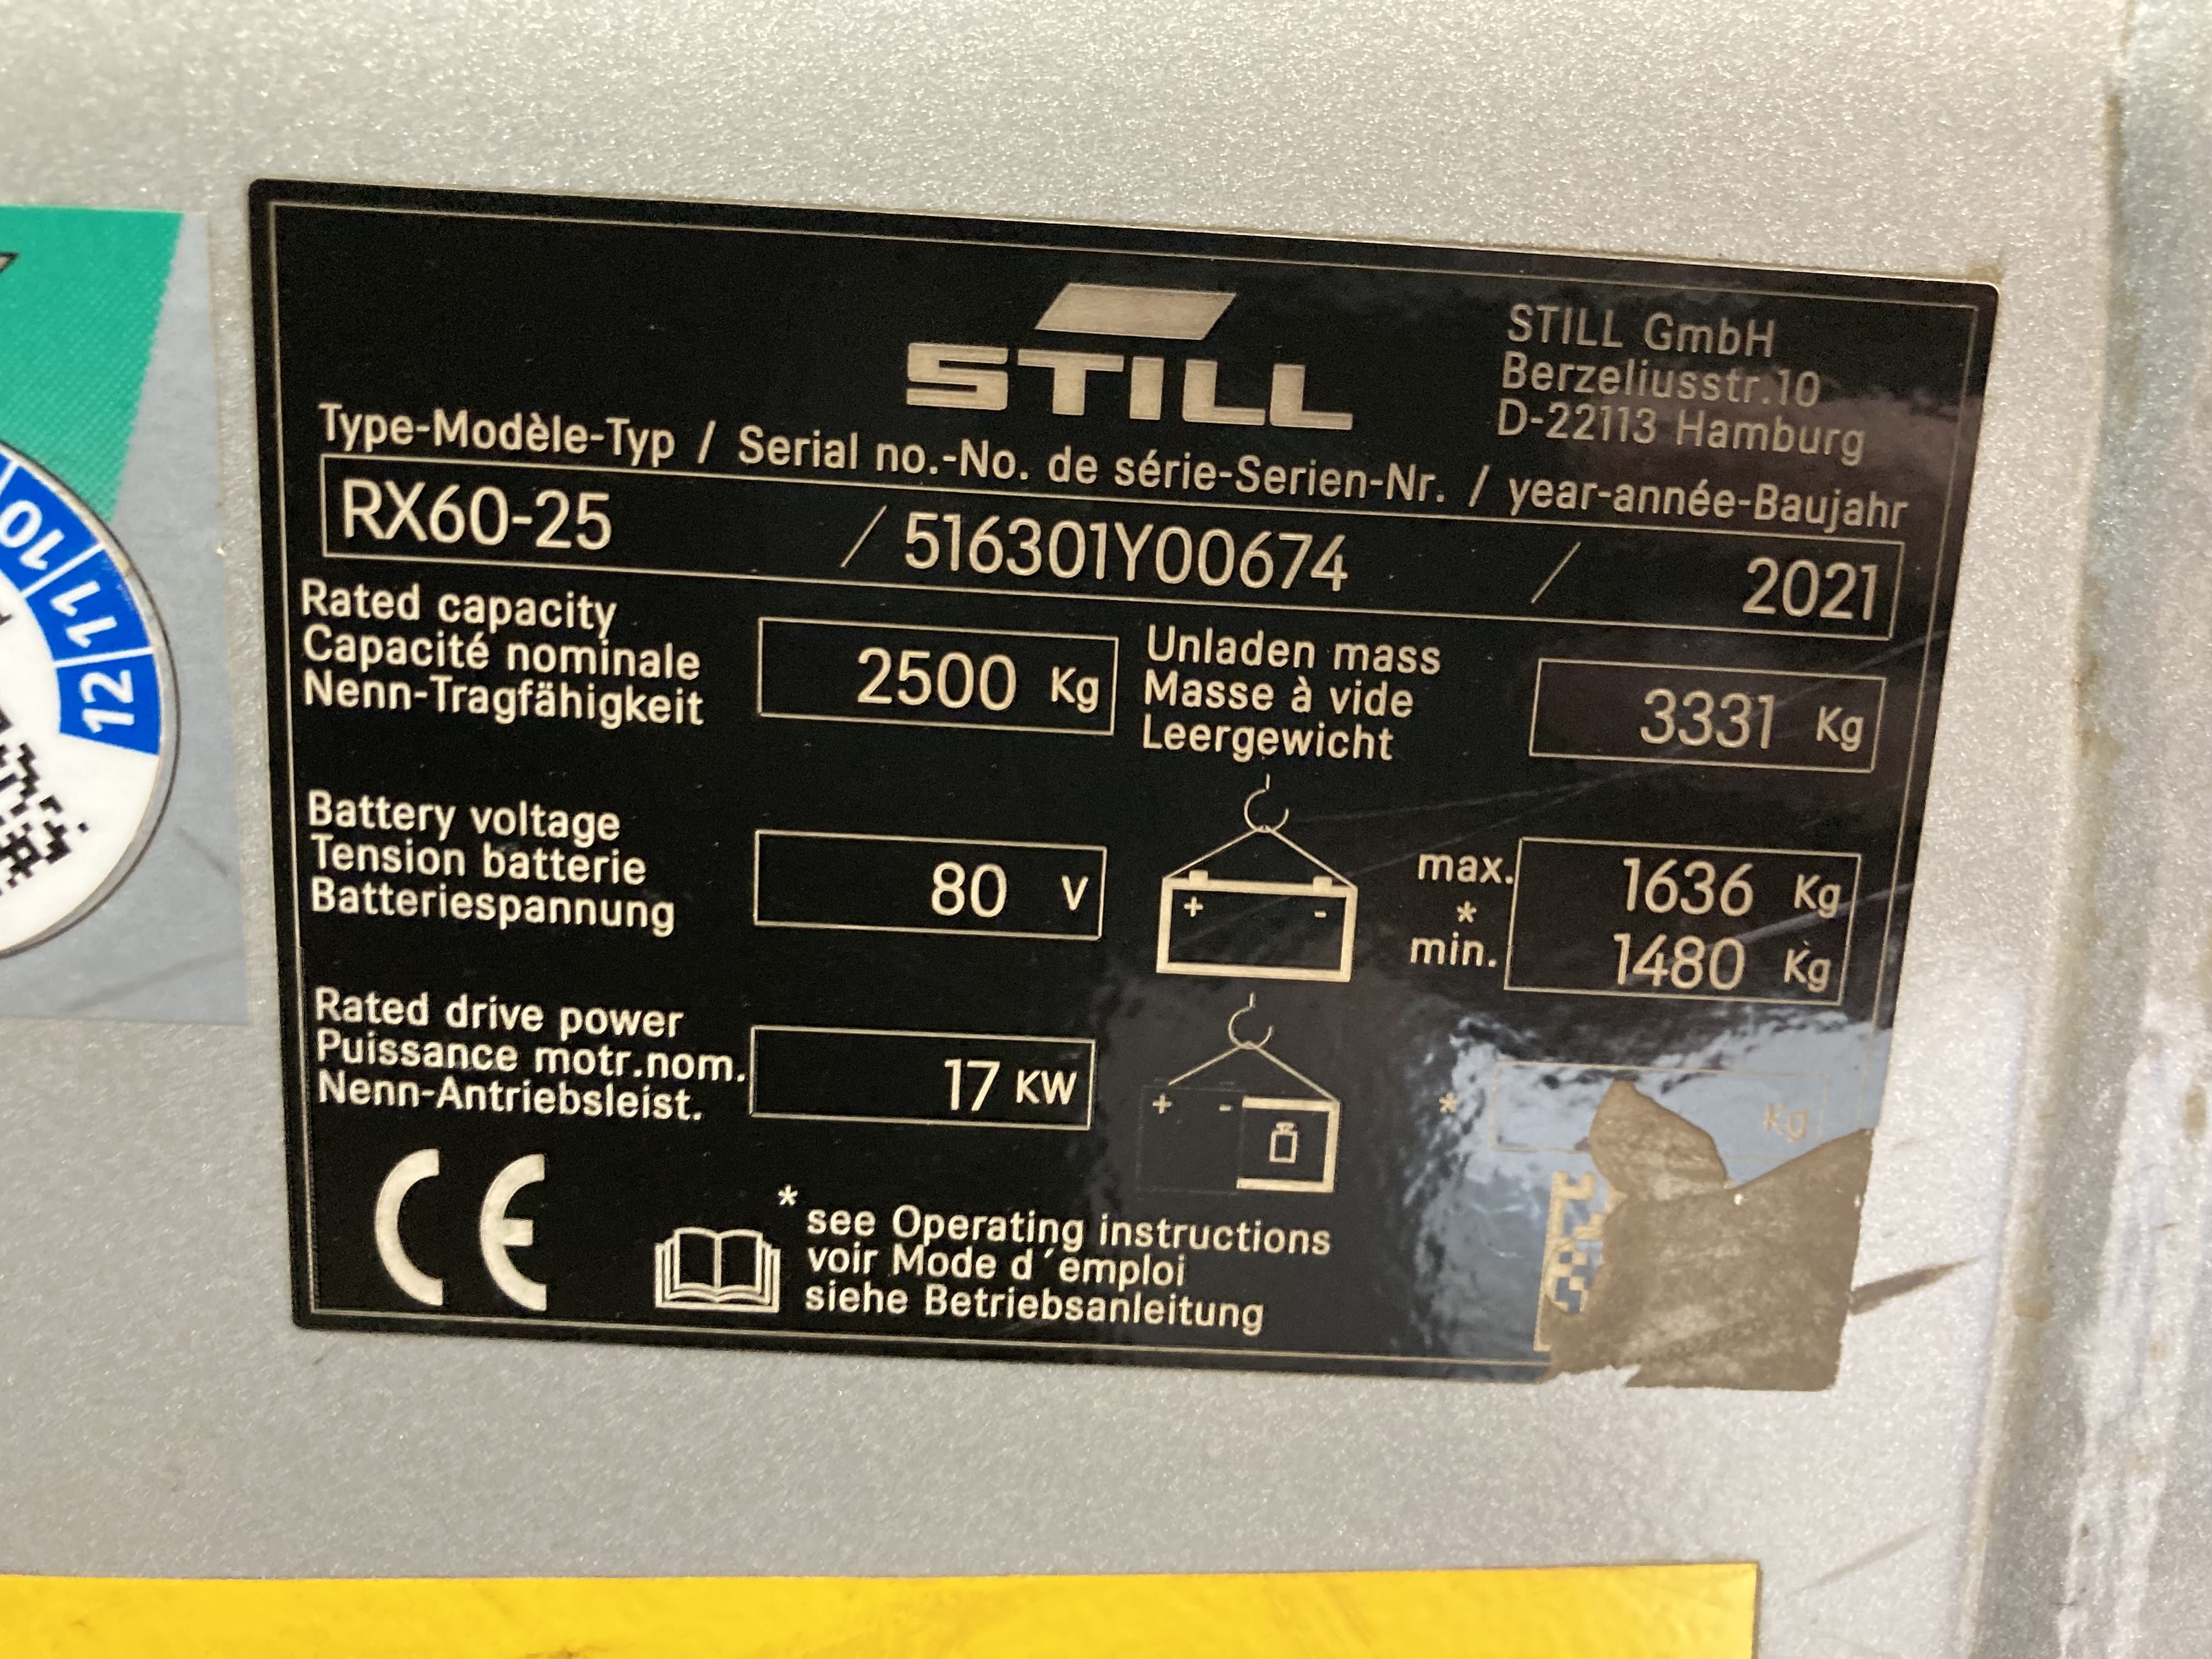 STILL
STILL GmbH
Berzeliusstr.10
D-22113 Hamburg
Type-Modèle-Typ / Serial no.-No. de série-Serien-Nr. / year-année-Baujahr
RX60-25 / 516301Y00674 / 2021
Rated capacity
Capacité nominale
Nenn-Tragfähigkeit
2500 Kg
Unladen mass
Masse à vide
Leergewicht
3331 Kg
Battery voltage
Tension batterie
Batteriespannung
80 V
+ -
max. 1636 Kg
*
min. 1480 Kg
Rated drive power
Puissance motr.nom.
Nenn-Antriebsleist.
17 KW
+ -
* Kg
CE
* see Operating instructions
voir Mode d´emploi
siehe Betriebsanleitung
10 11 12